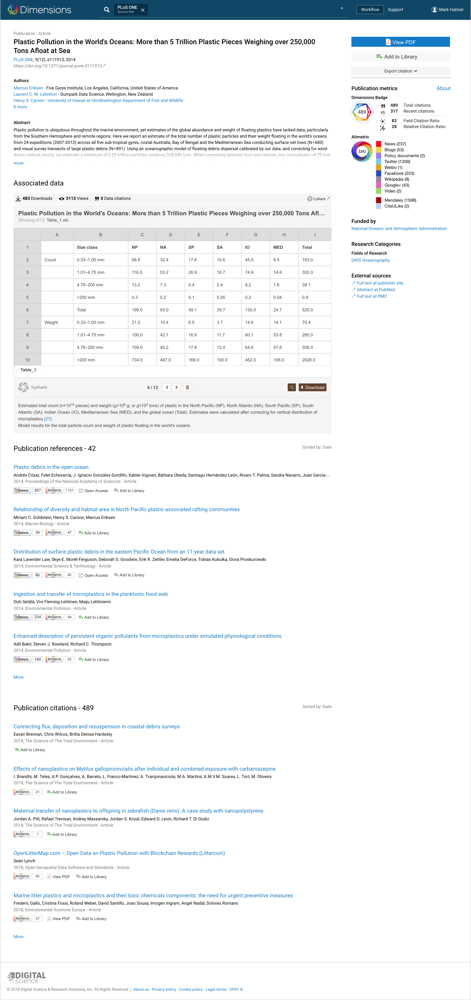 Dimensions
PLoS ONE
Source title
Workflow Support Mark Hahnel
Publication - Article
Plastic Pollution in the World's Oceans: More than 5 Trillion Plastic Pieces Weighing over 250,000
Tons Afloat at Sea
PLoS ONE, 9(12), e111913, 2014
https://doi.org/10.1371/journal.pone.0111913
Authors
Marcus Eriksen - Five Gyres Institute, Los Angeles, California, United States of America
Laurent C. M. Lebreton - Dumpark Data Science, Wellington, New Zealand
Henry S. Carson - University of Hawaii at HiloWashington Department of Fish and Wildlife
6 more
Abstract
Plastic pollution is ubiquitous throughout the marine environment, yet estimates of the global abundance and weight of floating plastics have lacked data, particularly
from the Southern Hemisphere and remote regions. Here we report an estimate of the total number of plastic particles and their weight floating in the world's oceans
from 24 expeditions (2007-2013) across all five sub-tropical gyres, costal Australia, Bay of Bengal and the Mediterranean Sea conducting surface net tows (N=680)
and visual survey transects of large plastic debris (N=891). Using an oceanographic model of floating debris dispersal calibrated by our data, and correcting for wind-
driven vertical mixing, we estimate a minimum of 5.25 trillion particles weighing 268,940 tons. When comparing between four size classes, two microplastic <4.75 mm
more
View PDF
Add to Library
Export citation
Publication metrics About
Dimensions Badge
489
489 Total citations
317 Recent citations
83 Field Citation Ratio
28 Relative Citation Ratio
Altmetric
3242
News (237)
Blogs (53)
Policy documents (2)
Twitter (1200)
Weibo (1)
Facebook (253)
Wikipedia (8)
Google+ (43)
Video (2)
Mendeley (1598)
CiteULike (2)
Funded by
National Oceanic and Atmospheric Administration
Research Categories
Fields of Research
0405 Oceanography
External sources
Full text at publisher site
Abstract at PubMed
Full text at PMC
Associated data
483 Downloads 3113 Views 0 Data citations figshare
Plastic Pollution in the World's Oceans: More than 5 Trillion Plastic Pieces Weighing over 250,000 Tons Afl...
Showing 4/13: Table_1.xls
A B C D E F G H I
1 Size class NP NA SP SA IO MED Total
2 Count 0.33–1.00 mm 68.8 32.4 17.6 10.6 45.5 8.5 183.0
3 1.01–4.75 mm 116.0 53.2 26.9 16.7 74.9 14.6 302.0
4 4.76–200 mm 13.2 7.3 4.4 2.4 9.2 1.6 38.1
5 >200 mm 0.3 0.2 0.1 0.05 0.2 0.04 0.9
6 Total 199.0 93.0 49.1 29.7 130.0 24.7 525.0
7 Weight 0.33–1.00 mm 21.0 10.4 6.5 3.7 14.6 14.1 70.4
8 1.01–4.75 mm 100.0 42.1 16.9 11.7 60.1 53.8 285.0
9 4.76–200 mm 109.0 45.2 17.8 12.4 64.6 57.6 306.0
10 >200 mm 734.0 467.0 169.0 100.0 452.0 106.0 2028.0
Table_1
figshare 4 / 13 Download
Estimated total count (n×10¹⁰ pieces) and weight (g×10⁸ g; or g×10² tons) of plastic in the North Pacific (NP), North Atlantic (NA), South Pacific (SP), South
Atlantic (SA), Indian Ocean (IO), Mediterranean Sea (MED), and the global ocean (Total). Estimates were calculated after correcting for vertical distribution of
microplastics [27].
Model results for the total particle count and weight of plastic floating in the world's oceans.
Publication references - 42 Sorted by: Date
Plastic debris in the open ocean
Andrés Cózar, Fidel Echevarría, J. Ignacio González-Gordillo, Xabier Irigoien, Bárbara Úbeda, Santiago Hernández-León, Álvaro T. Palma, Sandra Navarro, Juan García-...
2014, Proceedings of the National Academy of Sciences - Article
Citations 397 Altmetric 1,127 Open Access Add to Library
Relationship of diversity and habitat area in North Pacific plastic-associated rafting communities
Miriam C. Goldstein, Henry S. Carson, Marcus Eriksen
2014, Marine Biology - Article
Citations 39 Altmetric 47 Add to Library
Distribution of surface plastic debris in the eastern Pacific Ocean from an 11-year data set.
Kara Lavender Law, Skye E. Morét-Ferguson, Deborah S. Goodwin, Erik R. Zettler, Emelia DeForce, Tobias Kukulka, Giora Proskurowski
2014, Environmental Science & Technology - Article
Citations 86 Altmetric 45 Open Access Add to Library
Ingestion and transfer of microplastics in the planktonic food web
Outi Setälä, Vivi Fleming-Lehtinen, Maiju Lehtiniemi
2014, Environmental Pollution - Article
Citations 234 Altmetric 34 Add to Library
Enhanced desorption of persistent organic pollutants from microplastics under simulated physiological conditions
Adil Bakir, Steven J. Rowland, Richard C. Thompson
2014, Environmental Pollution - Article
Citations 160 Altmetric 25 Add to Library
More
Publication citations - 489 Sorted by: Date
Connecting flux, deposition and resuspension in coastal debris surveys
Eavan Brennan, Chris Wilcox, Britta Denise Hardesty
2018, The Science of The Total Environment - Article
Add to Library
Effects of nanoplastics on Mytilus galloprovincialis after individual and combined exposure with carbamazepine
I. Brandts, M. Teles, A.P. Gonçalves, A. Barreto, L. Franco-Martinez, A. Tvarijonaviciute, M.A. Martins, A.M.V.M. Soares, L. Tort, M. Oliveira
2018, The Science of The Total Environment - Article
Altmetric 21 Add to Library
Maternal transfer of nanoplastics to offspring in zebrafish (Danio rerio): A case study with nanopolystyrene
Jordan A. Pitt, Rafael Trevisan, Andrey Massarsky, Jordan S. Kozal, Edward D. Levin, Richard T. Di Giulio
2018, The Science of The Total Environment - Article
Altmetric 1 Add to Library
OpenLitterMap.com – Open Data on Plastic Pollution with Blockchain Rewards (Littercoin)
Seán Lynch
2018, Open Geospatial Data Software and Standards - Article
Altmetric 35 View PDF Add to Library
Marine litter plastics and microplastics and their toxic chemicals components: the need for urgent preventive measures
Frederic Gallo, Cristina Fossi, Roland Weber, David Santillo, Joao Sousa, Imogen Ingram, Angel Nadal, Dolores Romano
2018, Environmental Sciences Europe - Article
Altmetric 51 View PDF Add to Library
More
DIGITAL
science
© 2018 Digital Science & Research Solutions, Inc. All Rights Reserved | About us · Privacy policy · Cookie policy · Legal terms · VPAT ®